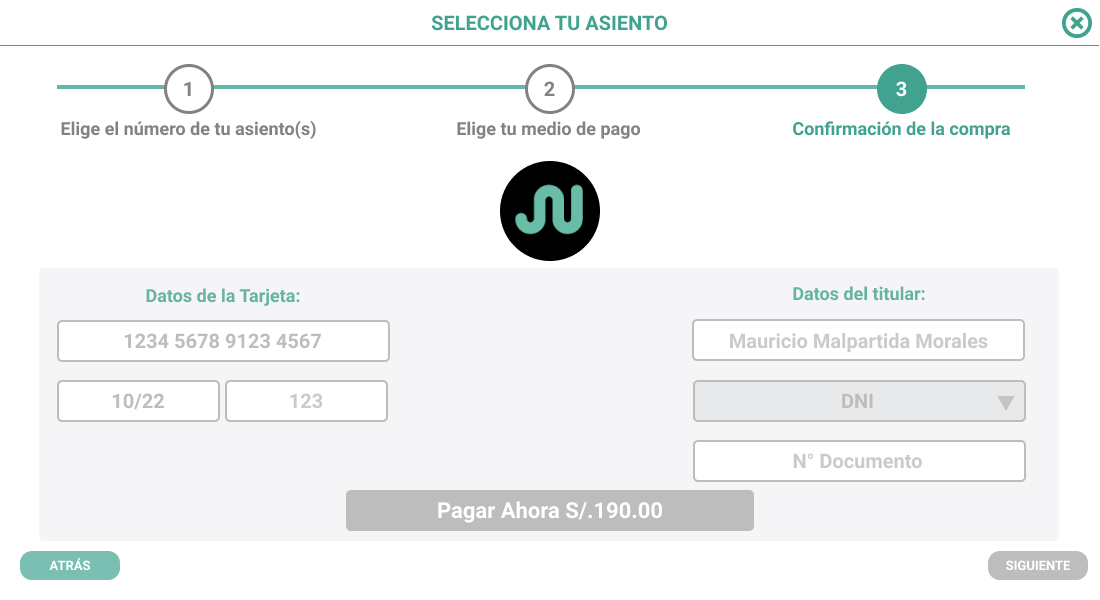 SELECCIONA TU ASIENTO
1
2
3
Elige el número de tu asiento(s)
Elige tu medio de pago
Confirmación de la compra
Datos de la Tarjeta:
1234 5678 9123 4567
10/22
123
Datos del titular:
Mauricio Malpartida Morales
DNI
N° Documento
Pagar Ahora S/.190.00
ATRÁS
SIGUIENTE